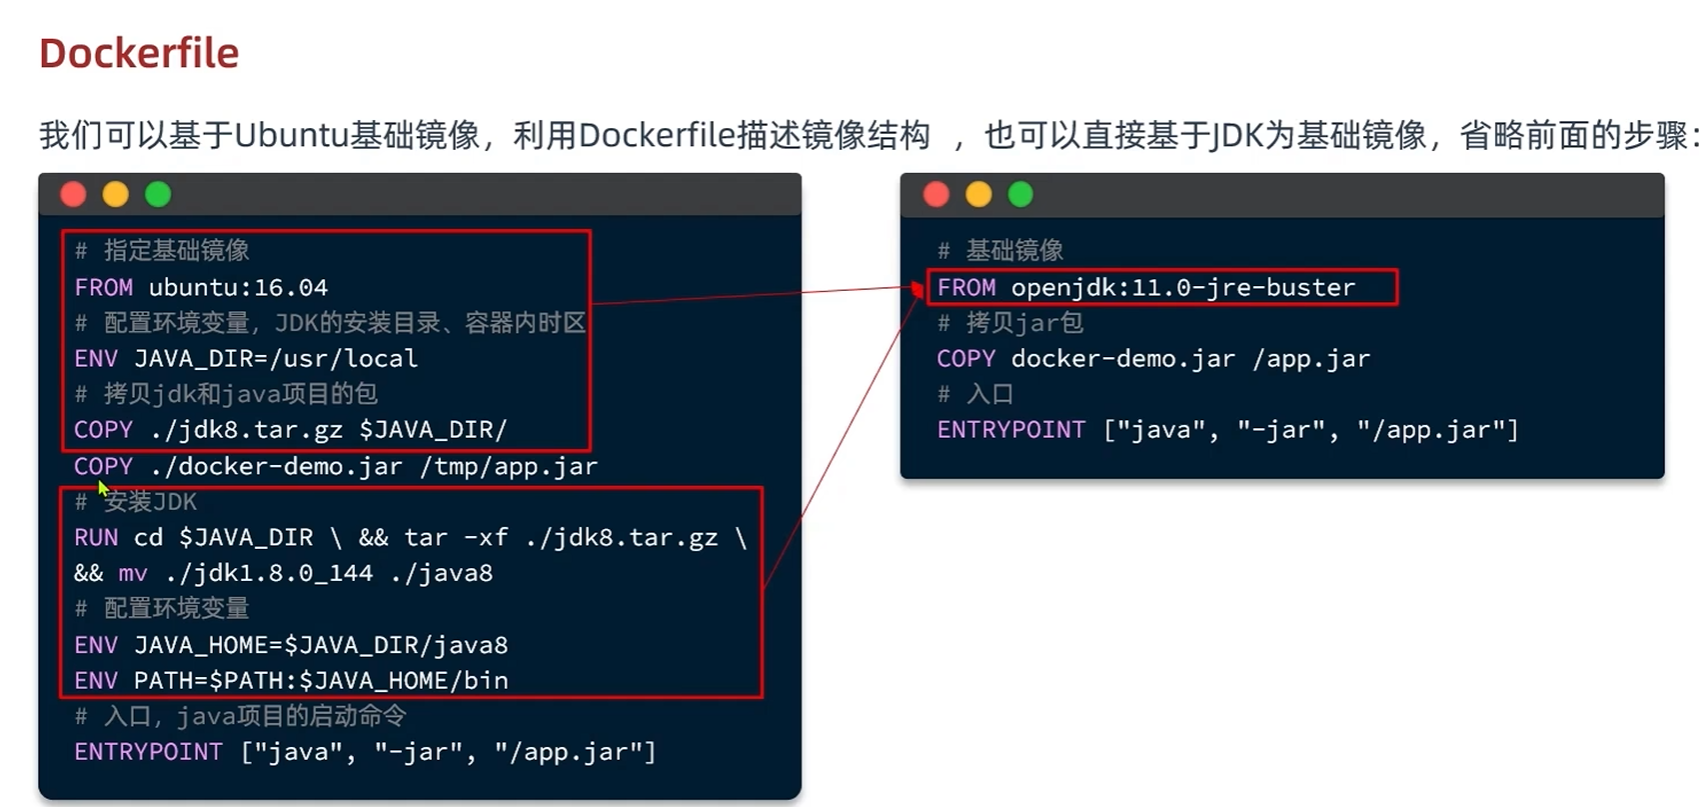 Dockerfile
我们可以基于Ubuntu基础镜像，利用Dockerfile描述镜像结构 ，也可以直接基于JDK为基础镜像，省略前面的步骤：
# 指定基础镜像
FROM ubuntu:16.04
# 配置环境变量，JDK的安装目录、容器内时区
ENV JAVA_DIR=/usr/local
# 拷贝jdk和java项目的包
COPY ./jdk8.tar.gz $JAVA_DIR/
COPY ./docker-demo.jar /tmp/app.jar
# 安装JDK
RUN cd $JAVA_DIR \ && tar -xf ./jdk8.tar.gz \
&& mv ./jdk1.8.0_144 ./java8
# 配置环境变量
ENV JAVA_HOME=$JAVA_DIR/java8
ENV PATH=$PATH:$JAVA_HOME/bin
# 入口，java项目的启动命令
ENTRYPOINT ["java", "-jar", "/app.jar"]
# 基础镜像
FROM openjdk:11.0-jre-buster
# 拷贝jar包
COPY docker-demo.jar /app.jar
# 入口
ENTRYPOINT ["java", "-jar", "/app.jar"]